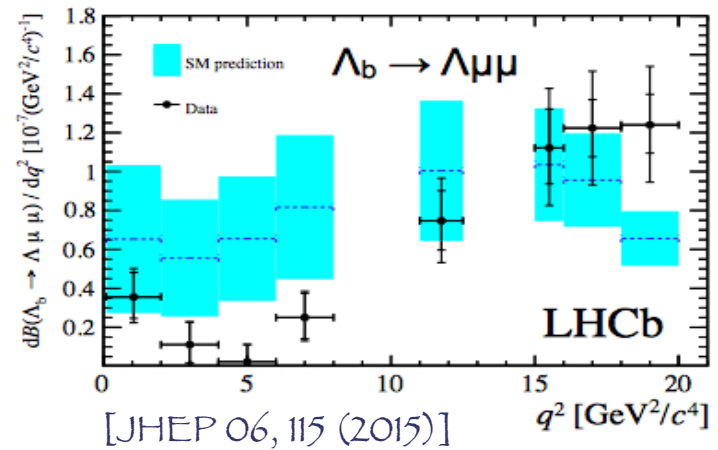 dB(Λb → Λ μ μ) / dq² [10⁻⁷(GeV²/c⁴)⁻¹]
1.8
1.6
1.4
1.2
1
0.8
0.6
0.4
0.2
SM prediction
Data
Λb → Λμμ
LHCb
0 5 10 15 20
q² [GeV²/c⁴]
[JHEP 06, 115 (2015)]